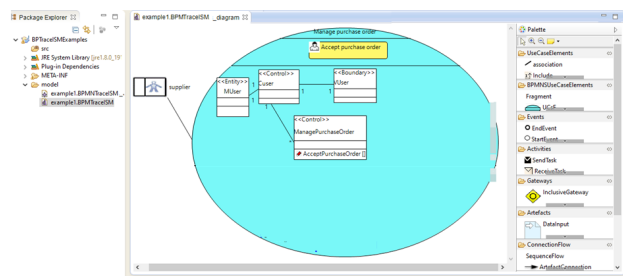 Package Explorer
BPTraceISMExamples
src
JRE System Library [jre1.8.0_19
Plug-in Dependencies
META-INF
model
example1.BPMNTraceISM_
example1.BPMTraceISM
example1.BPMTraceISM _diagram
Manage purchase order
Accept purchase order
supplier
<<Entity>>
MUser
<<Control>>
Cuser
<<Boundary>>
VUser
1
1
1
1
1
<<Control>>
ManagePurchaseOrder
AcceptPurchaseOrder []
Palette
UseCaseElements
association
Include
BPMNSUseCaseElements
Fragment
UCsF
Events
EndEvent
StartEvent
Activities
SendTask
ReceiveTask
Gateways
InclusiveGateway
Artefacts
DataInput
ConnectionFlow
SequenceFlow
ArtefastConnection